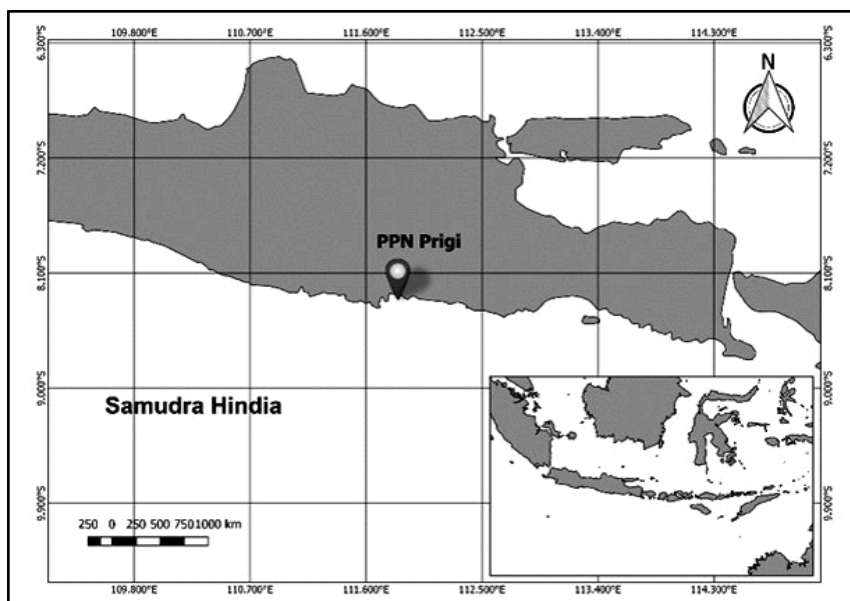 109.800°E 110.700°E 111.600°E 112.500°E 113.400°E 114.300°E
6.300°S 6.300°S
N
7.200°S 7.200°S
PPN Prigi
8.100°S 8.100°S
9.000°S 9.000°S
Samudra Hindia
9.900°S 9.900°S
250 0 250 500 750 1000 km
109.800°E 110.700°E 111.600°E 112.500°E 113.400°E 114.300°E